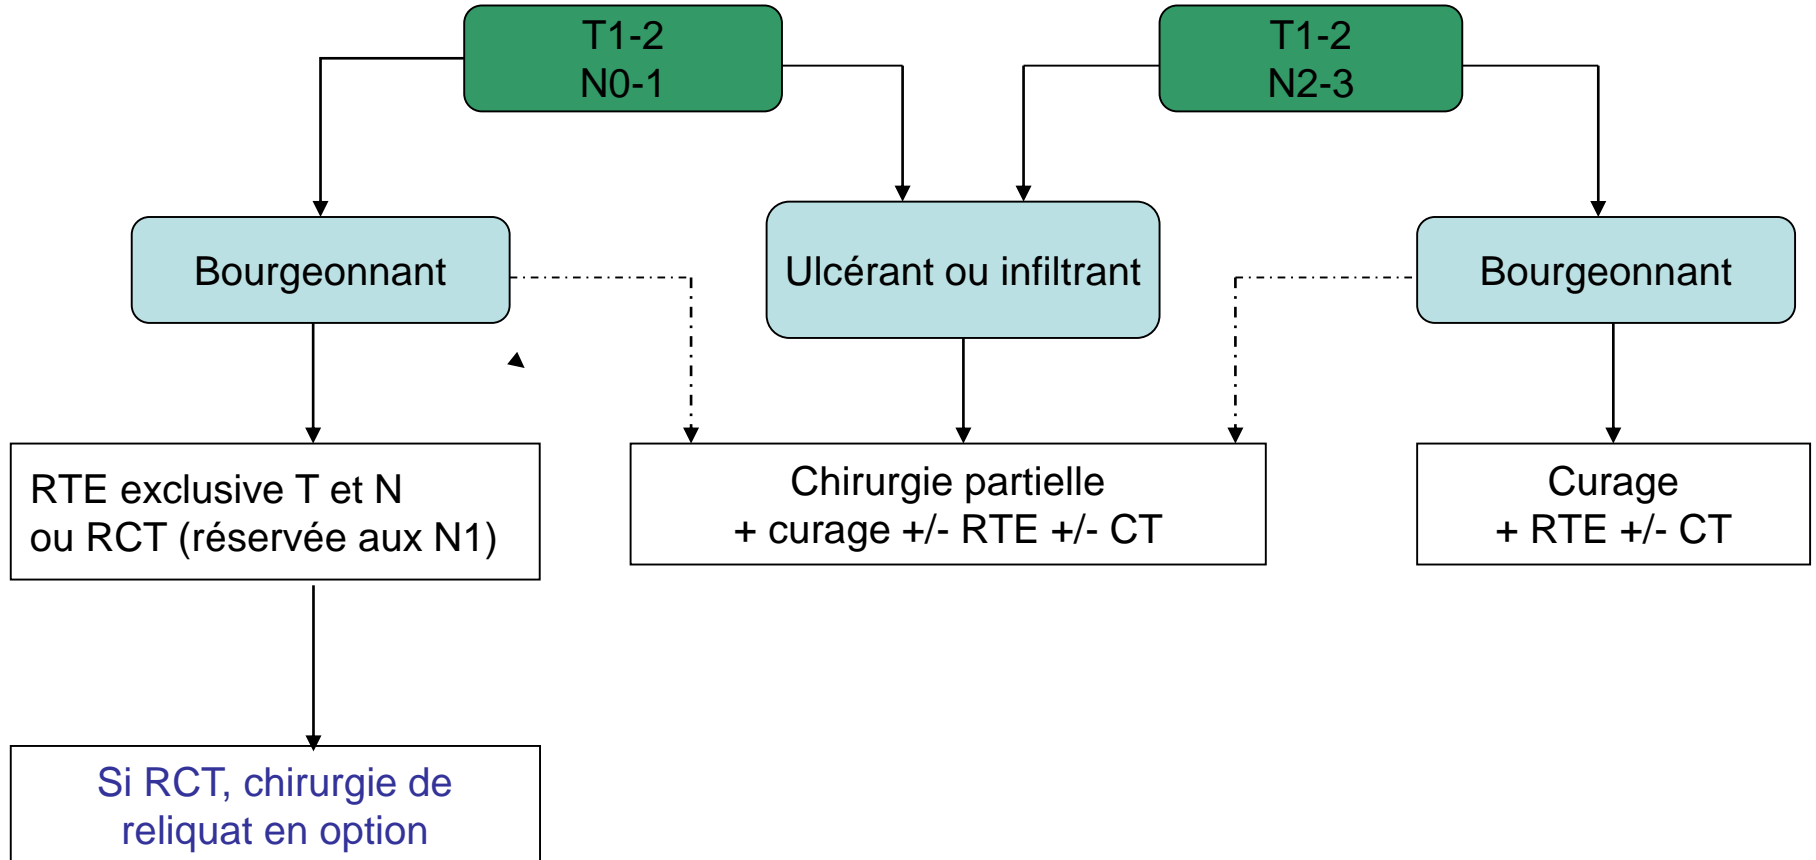 T1-2
N0-1
T1-2
N2-3
Bourgeonnant
Ulcérant ou infiltrant
Bourgeonnant
RTE exclusive T et N
ou RCT (réservée aux N1)
Chirurgie partielle
+ curage +/- RTE +/- CT
Curage
+ RTE +/- CT
Si RCT, chirurgie de
reliquat en option